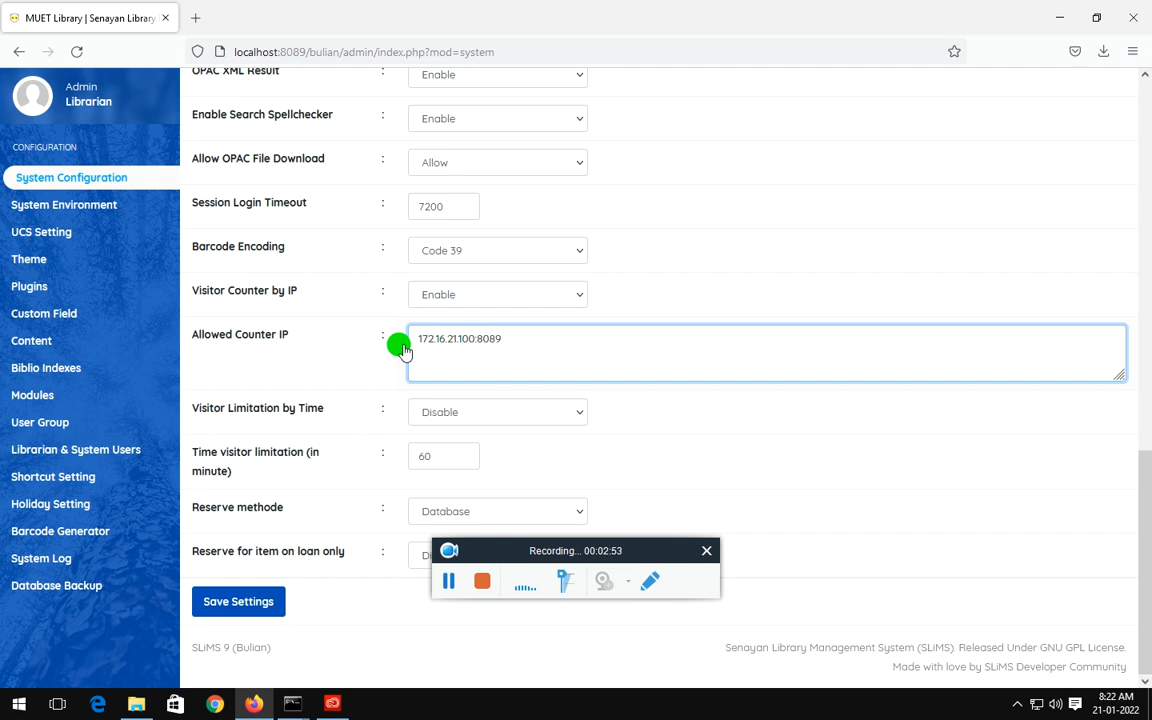 MUET Library | Senayan Library
localhost:8089/bulian/admin/index.php?mod=system
Admin
Librarian
CONFIGURATION
System Configuration
System Environment
UCS Setting
Theme
Plugins
Custom Field
Content
Biblio Indexes
Modules
User Group
Librarian & System Users
Shortcut Setting
Holiday Setting
Barcode Generator
System Log
Database Backup
OPAC XML Result : Enable
Enable Search Spellchecker : Enable
Allow OPAC File Download : Allow
Session Login Timeout : 7200
Barcode Encoding : Code 39
Visitor Counter by IP : Enable
Allowed Counter IP : 172.16.21.100:8089
Visitor Limitation by Time : Disable
Time visitor limitation (in : 60
minute)
Reserve methode : Database
Reserve for item on loan only :
Recording... 00:02:53
Save Settings
SLiMS 9 (Bulian)
Senayan Library Management System (SLiMS). Released Under GNU GPL License.
Made with love by SLiMS Developer Community
8:22 AM
21-01-2022